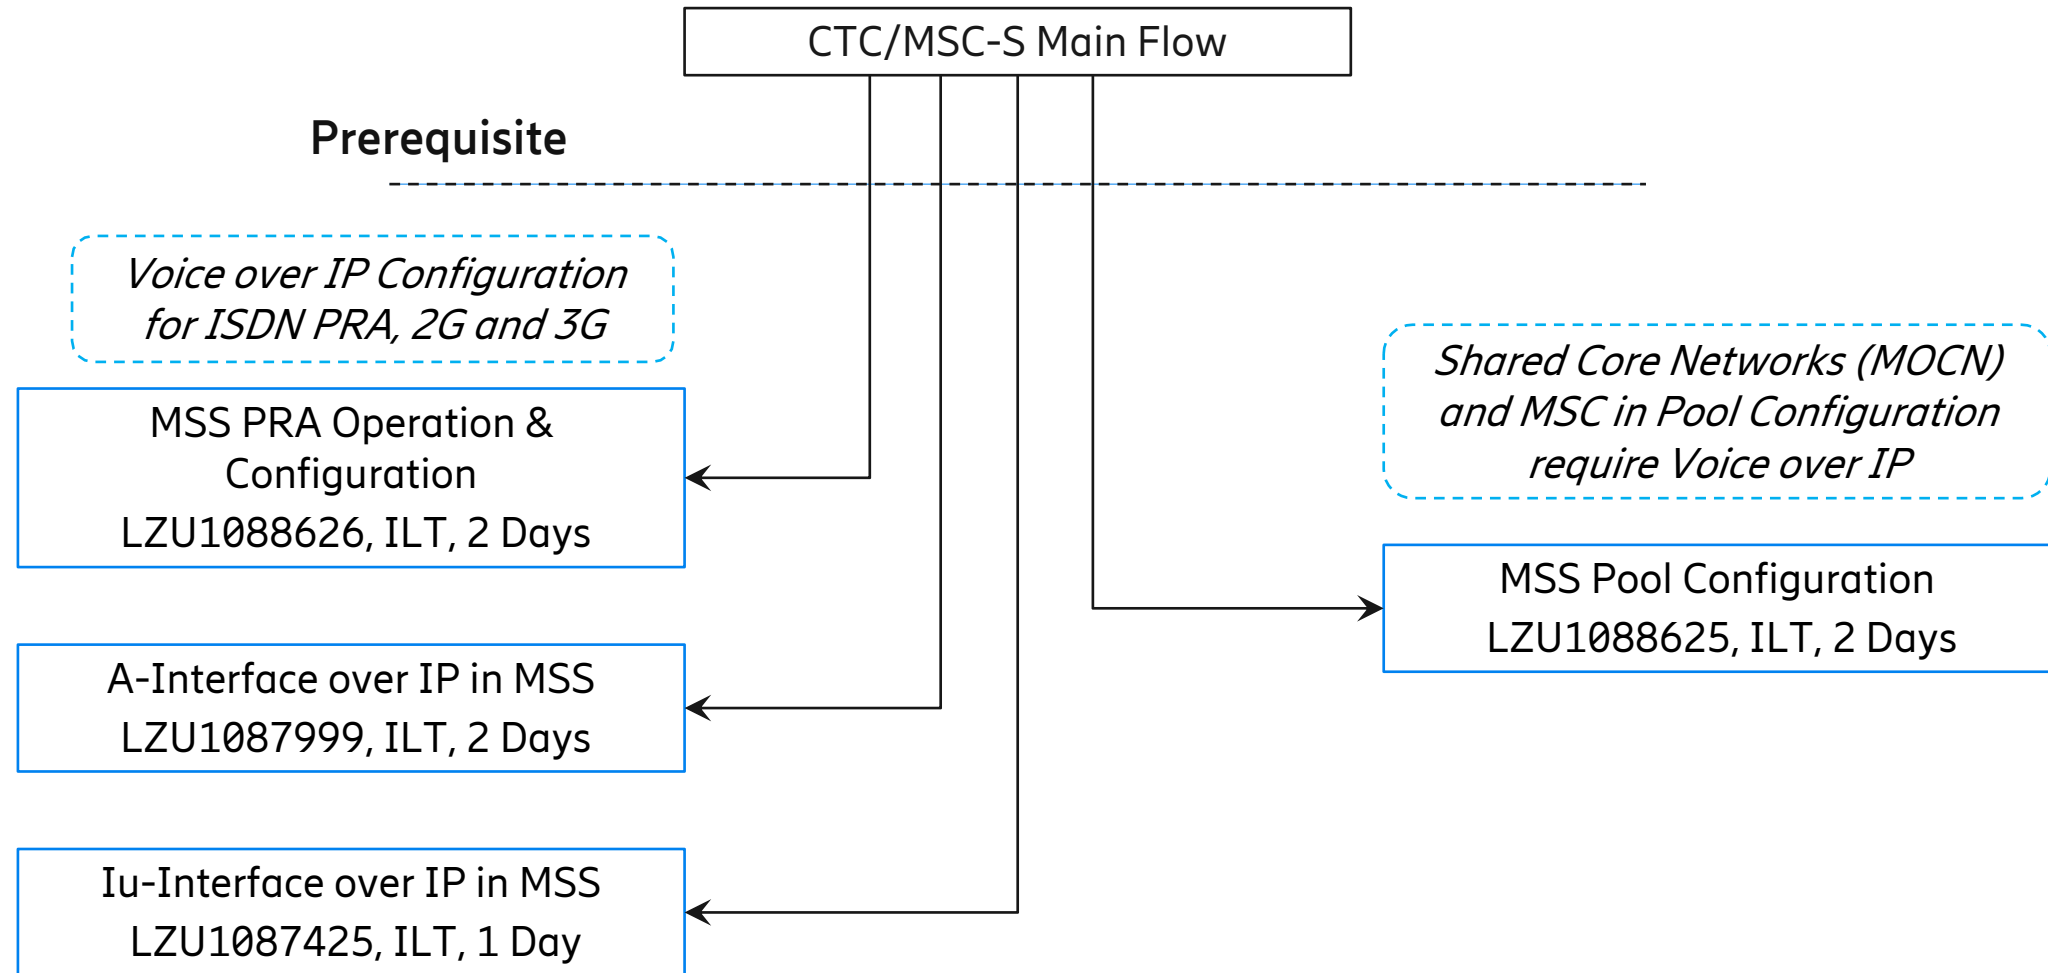 CTC/MSC-S Main Flow
Prerequisite
Voice over IP Configuration
for ISDN PRA, 2G and 3G
MSS PRA Operation &
Configuration
LZU1088626, ILT, 2 Days
A-Interface over IP in MSS
LZU1087999, ILT, 2 Days
Iu-Interface over IP in MSS
LZU1087425, ILT, 1 Day
Shared Core Networks (MOCN)
and MSC in Pool Configuration
require Voice over IP
MSS Pool Configuration
LZU1088625, ILT, 2 Days